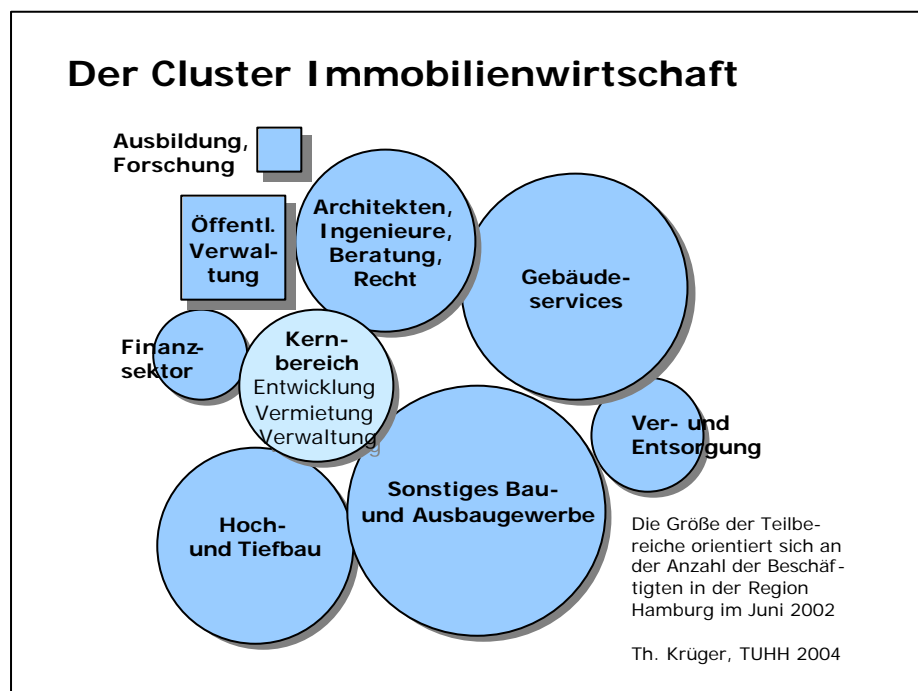 Der Cluster Immobilienwirtschaft
Ausbildung,
Forschung
Öffentl.
Verwal-
tung
Architekten,
Ingenieure,
Beratung,
Recht
Gebäude-
services
Finanz-
sektor
Kern-
bereich
Entwicklung
Vermietung
Verwaltung
Ver- und
Entsorgung
Sonstiges Bau-
und Ausbaugewerbe
Hoch-
und Tiefbau
Die Größe der Teilbe-
reiche orientiert sich an
der Anzahl der Beschäf-
tigten in der Region
Hamburg im Juni 2002
Th. Krüger, TUHH 2004